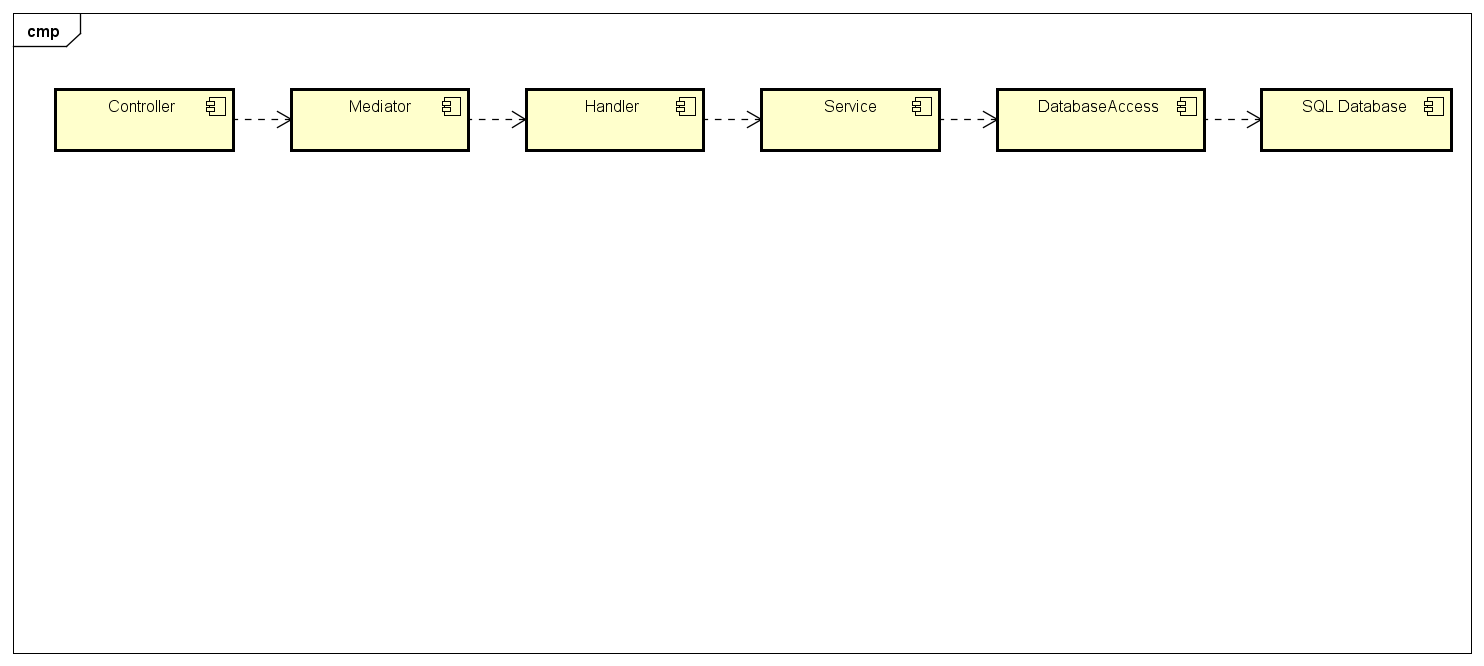 cmp
Controller
Mediator
Handler
Service
DatabaseAccess
SQL Database